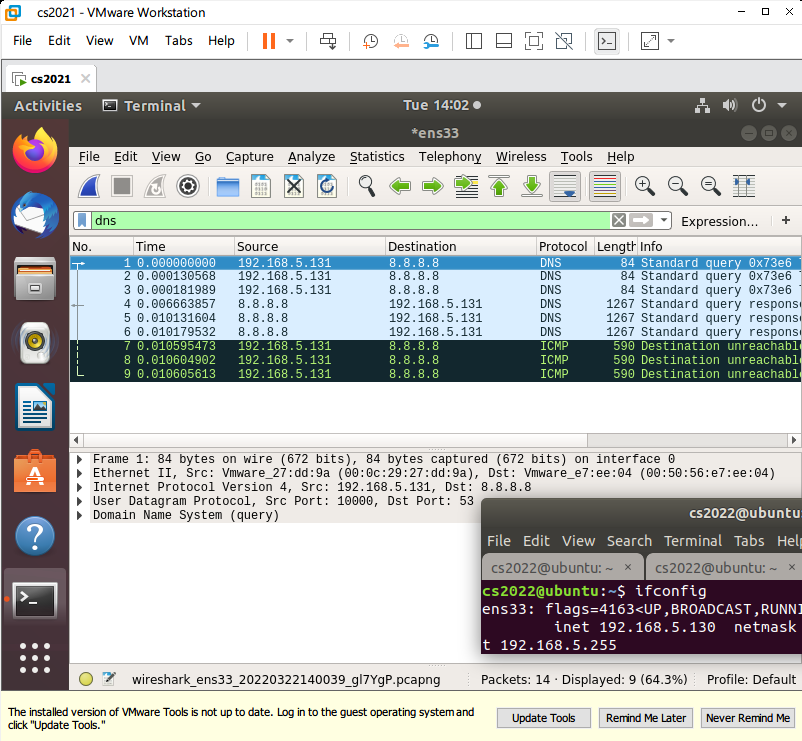 cs2021 - VMware Workstation
File Edit View VM Tabs Help
cs2021
Activities Terminal Tue 14:02
*ens33
File Edit View Go Capture Analyze Statistics Telephony Wireless Tools Help
dns Expression… +
No. Time Source Destination Protocol Length Info
1 0.000000000 192.168.5.131 8.8.8.8 DNS 84 Standard query 0x73e6
2 0.000130568 192.168.5.131 8.8.8.8 DNS 84 Standard query 0x73e6
3 0.000181989 192.168.5.131 8.8.8.8 DNS 84 Standard query 0x73e6
4 0.006663857 8.8.8.8 192.168.5.131 DNS 1267 Standard query respons
5 0.010131604 8.8.8.8 192.168.5.131 DNS 1267 Standard query respons
6 0.010179532 8.8.8.8 192.168.5.131 DNS 1267 Standard query respons
7 0.010595473 192.168.5.131 8.8.8.8 ICMP 590 Destination unreachabl
8 0.010604902 192.168.5.131 8.8.8.8 ICMP 590 Destination unreachabl
9 0.010605613 192.168.5.131 8.8.8.8 ICMP 590 Destination unreachabl
Frame 1: 84 bytes on wire (672 bits), 84 bytes captured (672 bits) on interface 0
Ethernet II, Src: Vmware_27:dd:9a (00:0c:29:27:dd:9a), Dst: Vmware_e7:ee:04 (00:50:56:e7:ee:04)
Internet Protocol Version 4, Src: 192.168.5.131, Dst: 8.8.8.8
User Datagram Protocol, Src Port: 10000, Dst Port: 53
Domain Name System (query)
cs2022@ubuntu:
File Edit View Search Terminal Tabs Help
cs2022@ubuntu: ~ × cs2022@ubuntu: ~ ×
cs2022@ubuntu:~$ ifconfig
ens33: flags=4163<UP,BROADCAST,RUNNI
inet 192.168.5.130 netmask
t 192.168.5.255
wireshark_ens33_20220322140039_gl7YgP.pcapng Packets: 14 · Displayed: 9 (64.3%) Profile: Default
The installed version of VMware Tools is not up to date. Log in to the guest operating system and
click "Update Tools."
Update Tools Remind Me Later Never Remind Me